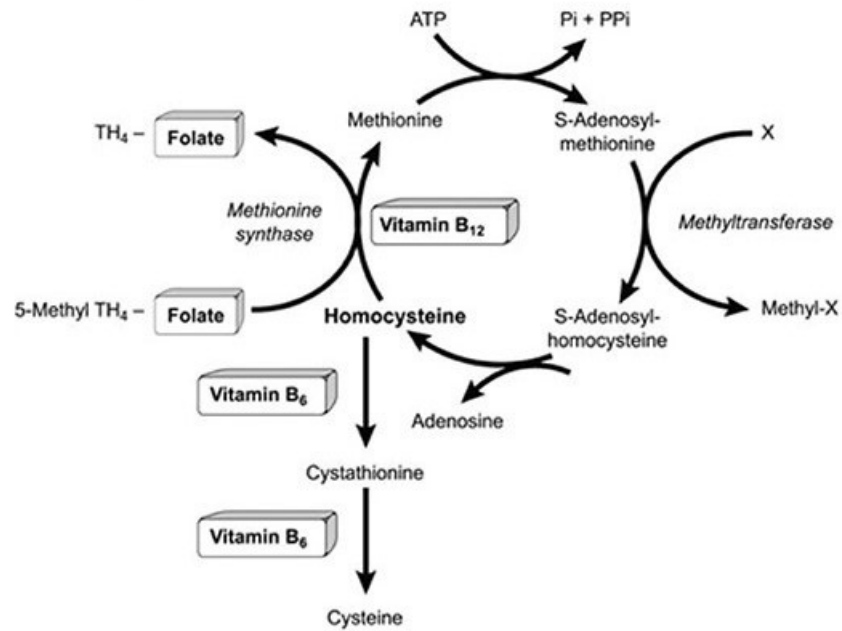 ATP
Pi + PPi
TH₄ – Folate
Methionine
S-Adenosyl-
methionine
X
Methionine
synthase
Vitamin B₁₂
Methyltransferase
5-Methyl TH₄ – Folate
Homocysteine
S-Adenosyl-
homocysteine
Methyl-X
Vitamin B₆
Adenosine
Cystathionine
Vitamin B₆
Cysteine